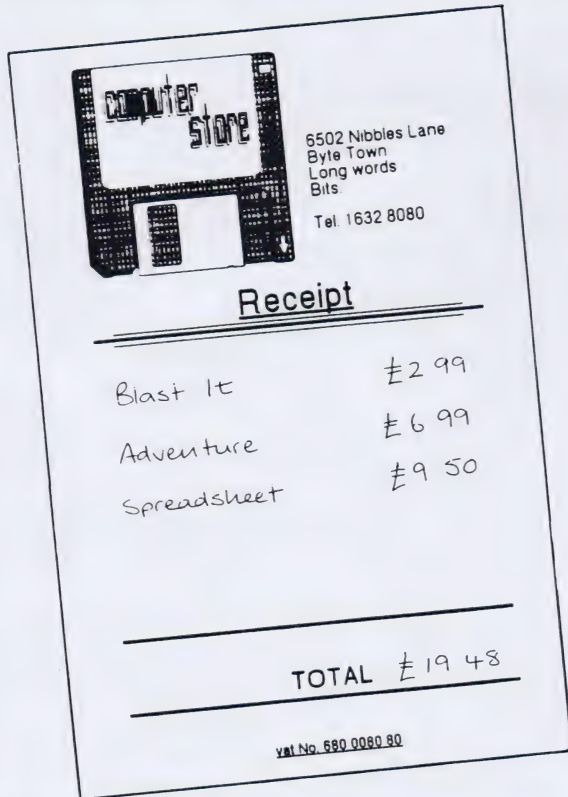 computer
store
6502 Nibbles Lane
Byte Town
Long words
Bits.
Tel. 1632 8080
Receipt
Blast It £2 99
Adventure £6 99
Spreadsheet £9 50
TOTAL £19 48
vat No. 680 0080 80